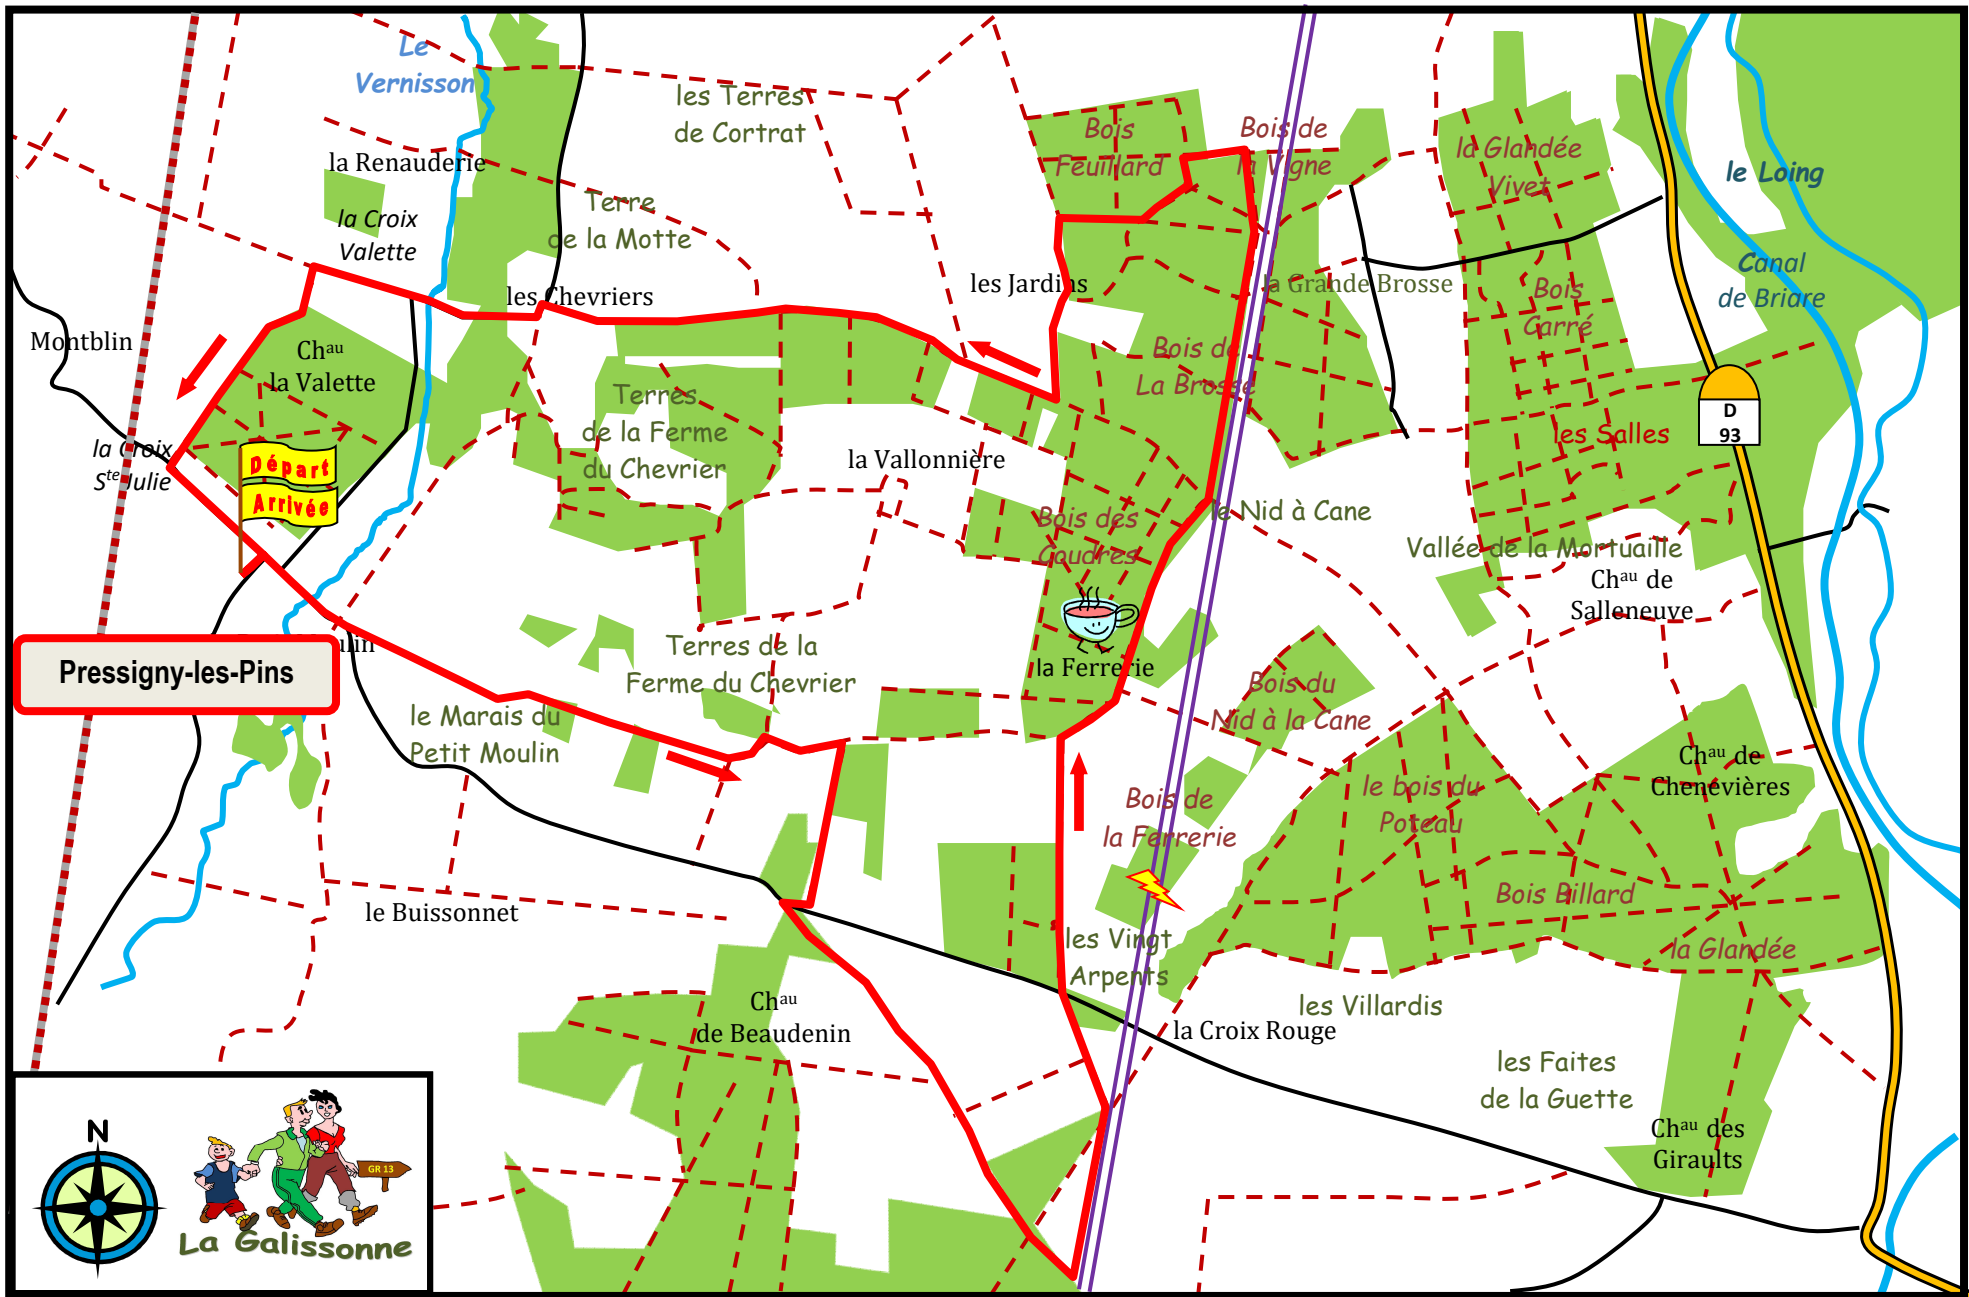 Le
Vernisson
les Terres
de Cortrat
Bois
Feuillard
Bois de
la Vigne
la Glandée
Vivet
le Loing
la Renauderie
la Croix
Valette
Terre
de la Motte
les Chevriers
les Jardins
la Grande Brosse
Bois
Carré
Canal
de Briare
Montblin
Chau
la Valette
Bois de
La Brosse
Terres
de la Ferme
du Chevrier
D
93
les Salles
la Croix
Ste Julie
Départ
Arrivée
la Vallonnière
Bois des
Coudres
le Nid à Cane
Vallée de la Mortuaille
Chau de
Salleneuve
Pressigny-les-Pins
Terres de la
Ferme du Chevrier
la Ferrerie
Bois du
Nid à la Cane
le Marais du
Petit Moulin
Chau de
Chenevières
Bois de
la Ferrerie
le bois du
Poteau
Bois Billard
le Buissonnet
les Vingt
Arpents
la Glandée
Chau
de Beaudenin
la Croix Rouge
les Villardis
les Faites
de la Guette
Chau des
Giraults
N
GR 13
La Galissonne